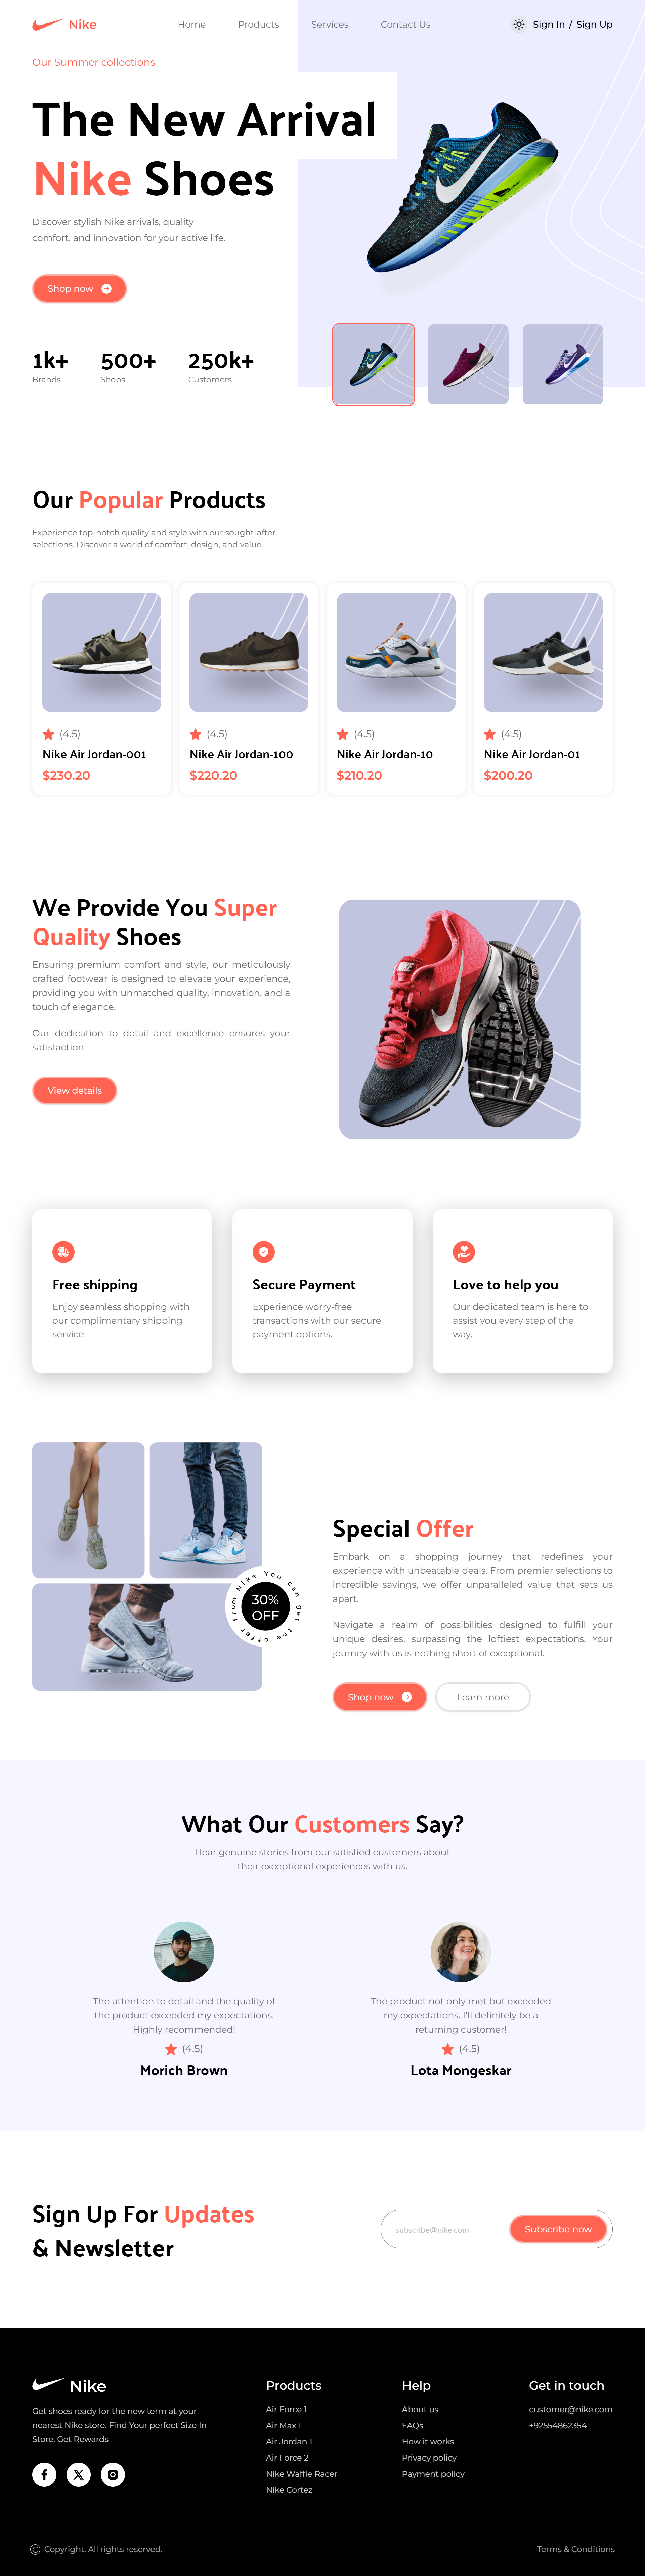 Nike
Home Products Services Contact Us
Sign In / Sign Up
Our Summer collections
The New Arrival
Nike Shoes
Discover stylish Nike arrivals, quality
comfort, and innovation for your active life.
Shop now
1k+ 500+ 250k+
Brands Shops Customers
Our Popular Products
Experience top-notch quality and style with our sought-after
selections. Discover a world of comfort, design, and value.
(4.5) (4.5) (4.5) (4.5)
Nike Air Jordan-001 Nike Air Jordan-100 Nike Air Jordan-10 Nike Air Jordan-01
$230.20 $220.20 $210.20 $200.20
We Provide You Super
Quality Shoes
Ensuring premium comfort and style, our meticulously
crafted footwear is designed to elevate your experience,
providing you with unmatched quality, innovation, and a
touch of elegance.
Our dedication to detail and excellence ensures your
satisfaction.
View details
Free shipping
Enjoy seamless shopping with
our complimentary shipping
service.
Secure Payment
Experience worry-free
transactions with our secure
payment options.
Love to help you
Our dedicated team is here to
assist you every step of the
way.
You can get the offer from Nike
30%
OFF
Special Offer
Embark on a shopping journey that redefines your
experience with unbeatable deals. From premier selections to
incredible savings, we offer unparalleled value that sets us
apart.
Navigate a realm of possibilities designed to fulfill your
unique desires, surpassing the loftiest expectations. Your
journey with us is nothing short of exceptional.
Shop now Learn more
What Our Customers Say?
Hear genuine stories from our satisfied customers about
their exceptional experiences with us.
The attention to detail and the quality of
the product exceeded my expectations.
Highly recommended!
(4.5)
Morich Brown
The product not only met but exceeded
my expectations. I'll definitely be a
returning customer!
(4.5)
Lota Mongeskar
Sign Up For Updates
& Newsletter
subscribe@nike.com
Subscribe now
Nike
Get shoes ready for the new term at your
nearest Nike store. Find Your perfect Size In
Store. Get Rewards
Products
Air Force 1
Air Max 1
Air Jordan 1
Air Force 2
Nike Waffle Racer
Nike Cortez
Help
About us
FAQs
How it works
Privacy policy
Payment policy
Get in touch
customer@nike.com
+92554862354
© Copyright. All rights reserved.
Terms & Conditions